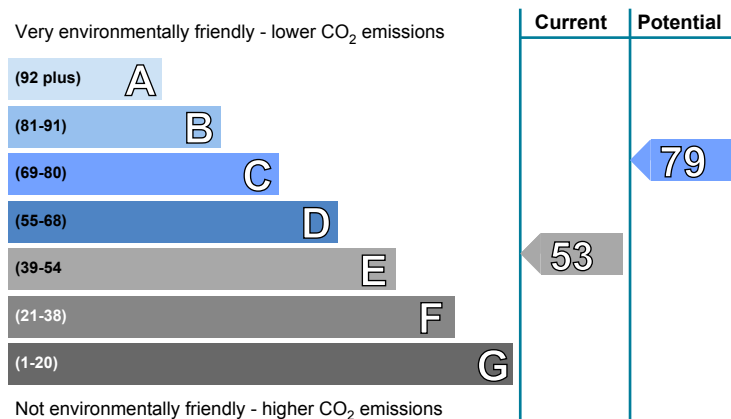 Very environmentally friendly - lower CO₂ emissions
Current
Potential
(92 plus) A
(81-91) B
(69-80) C
(55-68) D
(39-54 E
(21-38) F
(1-20) G
79
53
Not environmentally friendly - higher CO₂ emissions